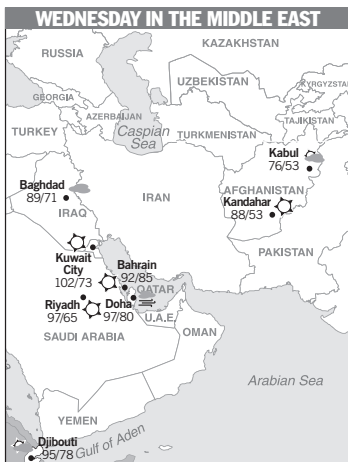 WEDNESDAY IN THE MIDDLE EAST
RUSSIA
KAZAKHSTAN
UZBEKISTAN
KYRGYZSTAN
GEORGIA
AZERBAIJAN
TAJIKISTAN
TURKEY
Caspian
Sea
TURKMENISTAN
Kabul
76/53
Baghdad
89/71
IRAQ
IRAN
AFGHANISTAN
Kandahar
88/53
PAKISTAN
Kuwait
City
102/73
Bahrain
92/85
QATAR
Riyadh
97/65
Doha
97/80
U.A.E.
SAUDI ARABIA
OMAN
Arabian Sea
YEMEN
Djibouti
95/78
Gulf of Aden